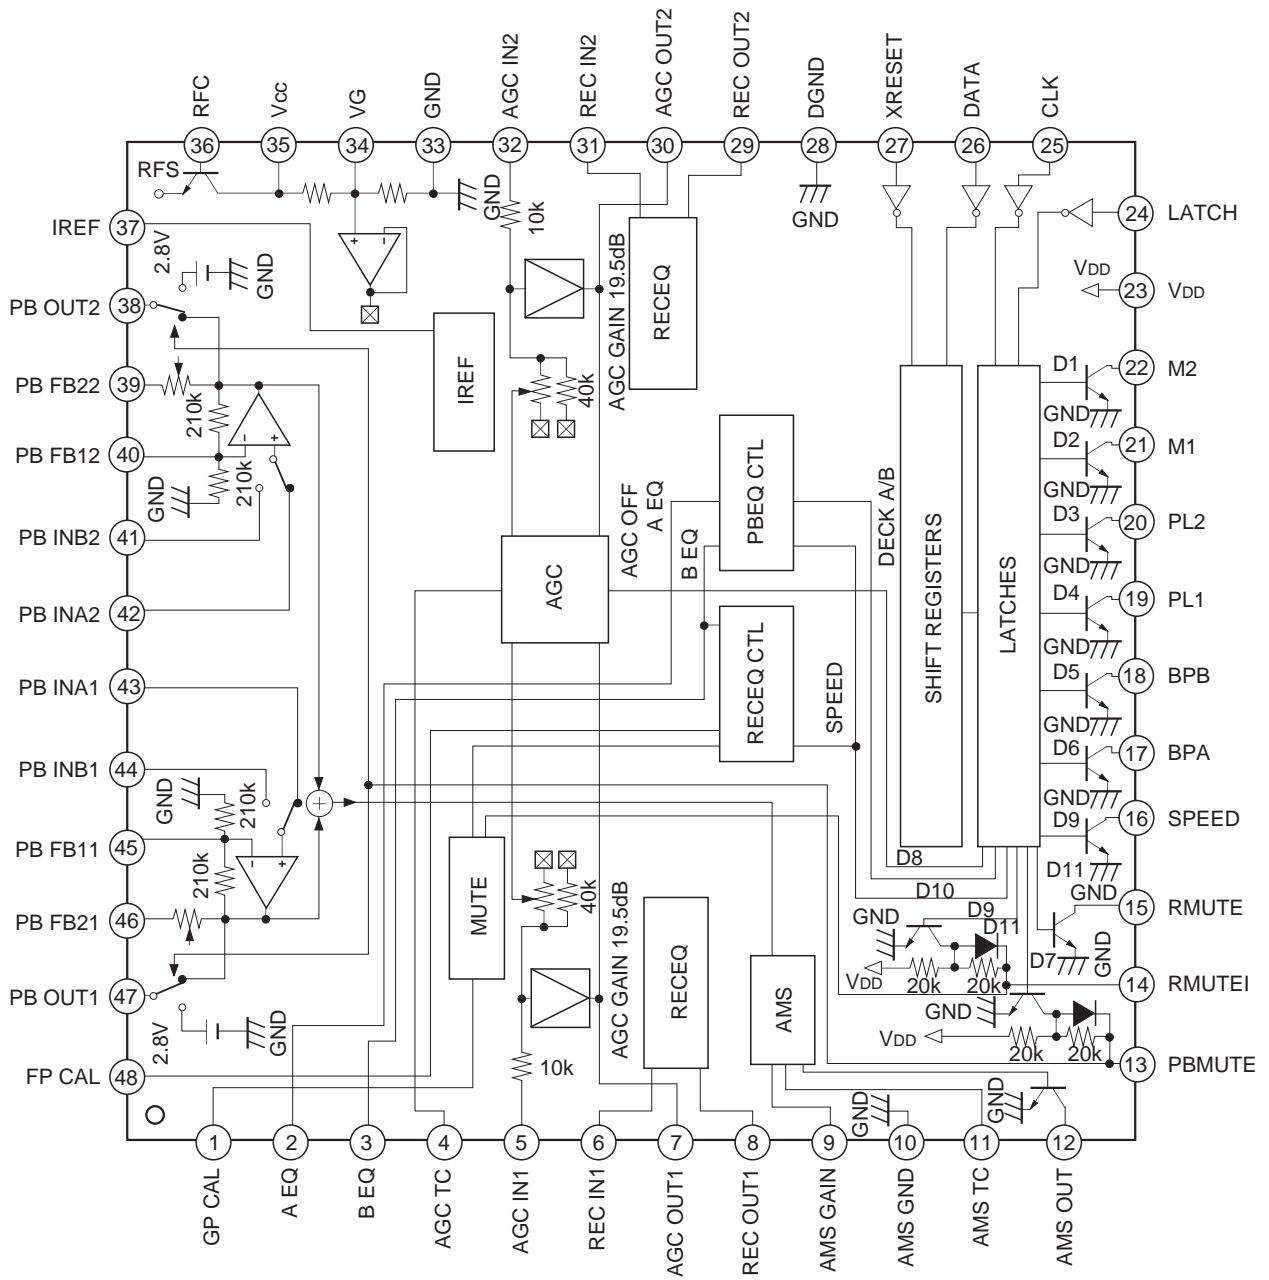 RFC
Vcc
VG
GND
AGC IN2
REC IN2
AGC OUT2
REC OUT2
DGND
XRESET
DATA
CLK
36
35
34
33
32
31
30
29
28
27
26
25
RFS
GND
10k
GND
IREF
37
24
LATCH
2.8V
GND
VDD
23
VDD
PB OUT2
38
AGC GAIN 19.5dB
RECEQ
IREF
40k
PB FB22
39
210k
D1
22
M2
GND
PB FB12
40
210k
GND
D2
21
M1
GND
PBEQ CTL
AGC OFF
A EQ
B EQ
DECK A/B
SHIFT REGISTERS
LATCHES
PB INB2
41
D3
20
PL2
GND
AGC
PB INA2
42
D4
19
PL1
GND
RECEQ CTL
SPEED
PB INA1
43
D5
18
BPB
GND
PB INB1
44
D6
17
BPA
GND
GND
210k
D9
16
SPEED
PB FB11
45
210k
D8
D11
GND
D10
MUTE
40k
AGC GAIN 19.5dB
RECEQ
AMS
15
RMUTE
PB FB21
46
GND
D9
D11
D7
GND
VDD
20k
20k
14
RMUTEI
PB OUT1
47
2.8V
GND
GND
VDD
20k
20k
10k
13
PBMUTE
FP CAL
48
GND
GND
1
2
3
4
5
6
7
8
9
10
11
12
GP CAL
A EQ
B EQ
AGC TC
AGC IN1
REC IN1
AGC OUT1
REC OUT1
AMS GAIN
AMS GND
AMS TC
AMS OUT